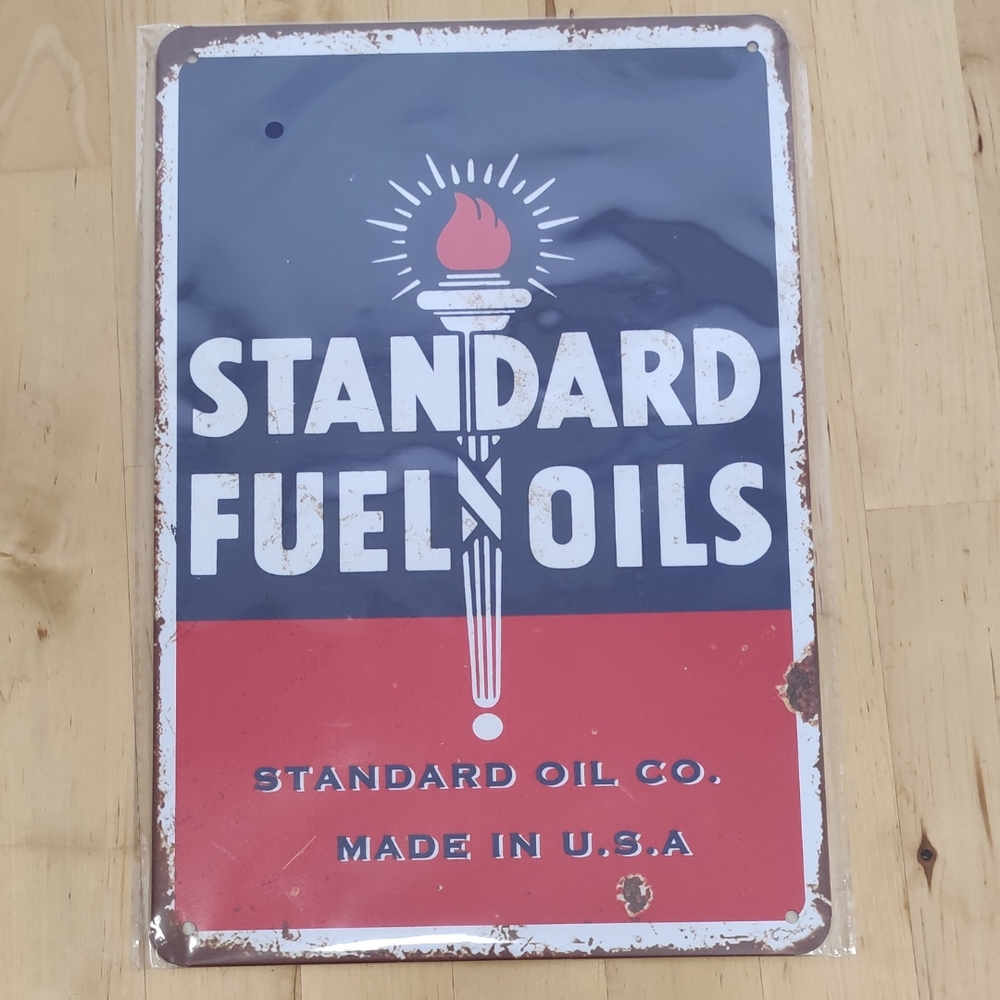 STANDARD
FUEL OILS
STANDARD OIL CO.
MADE IN U.S.A